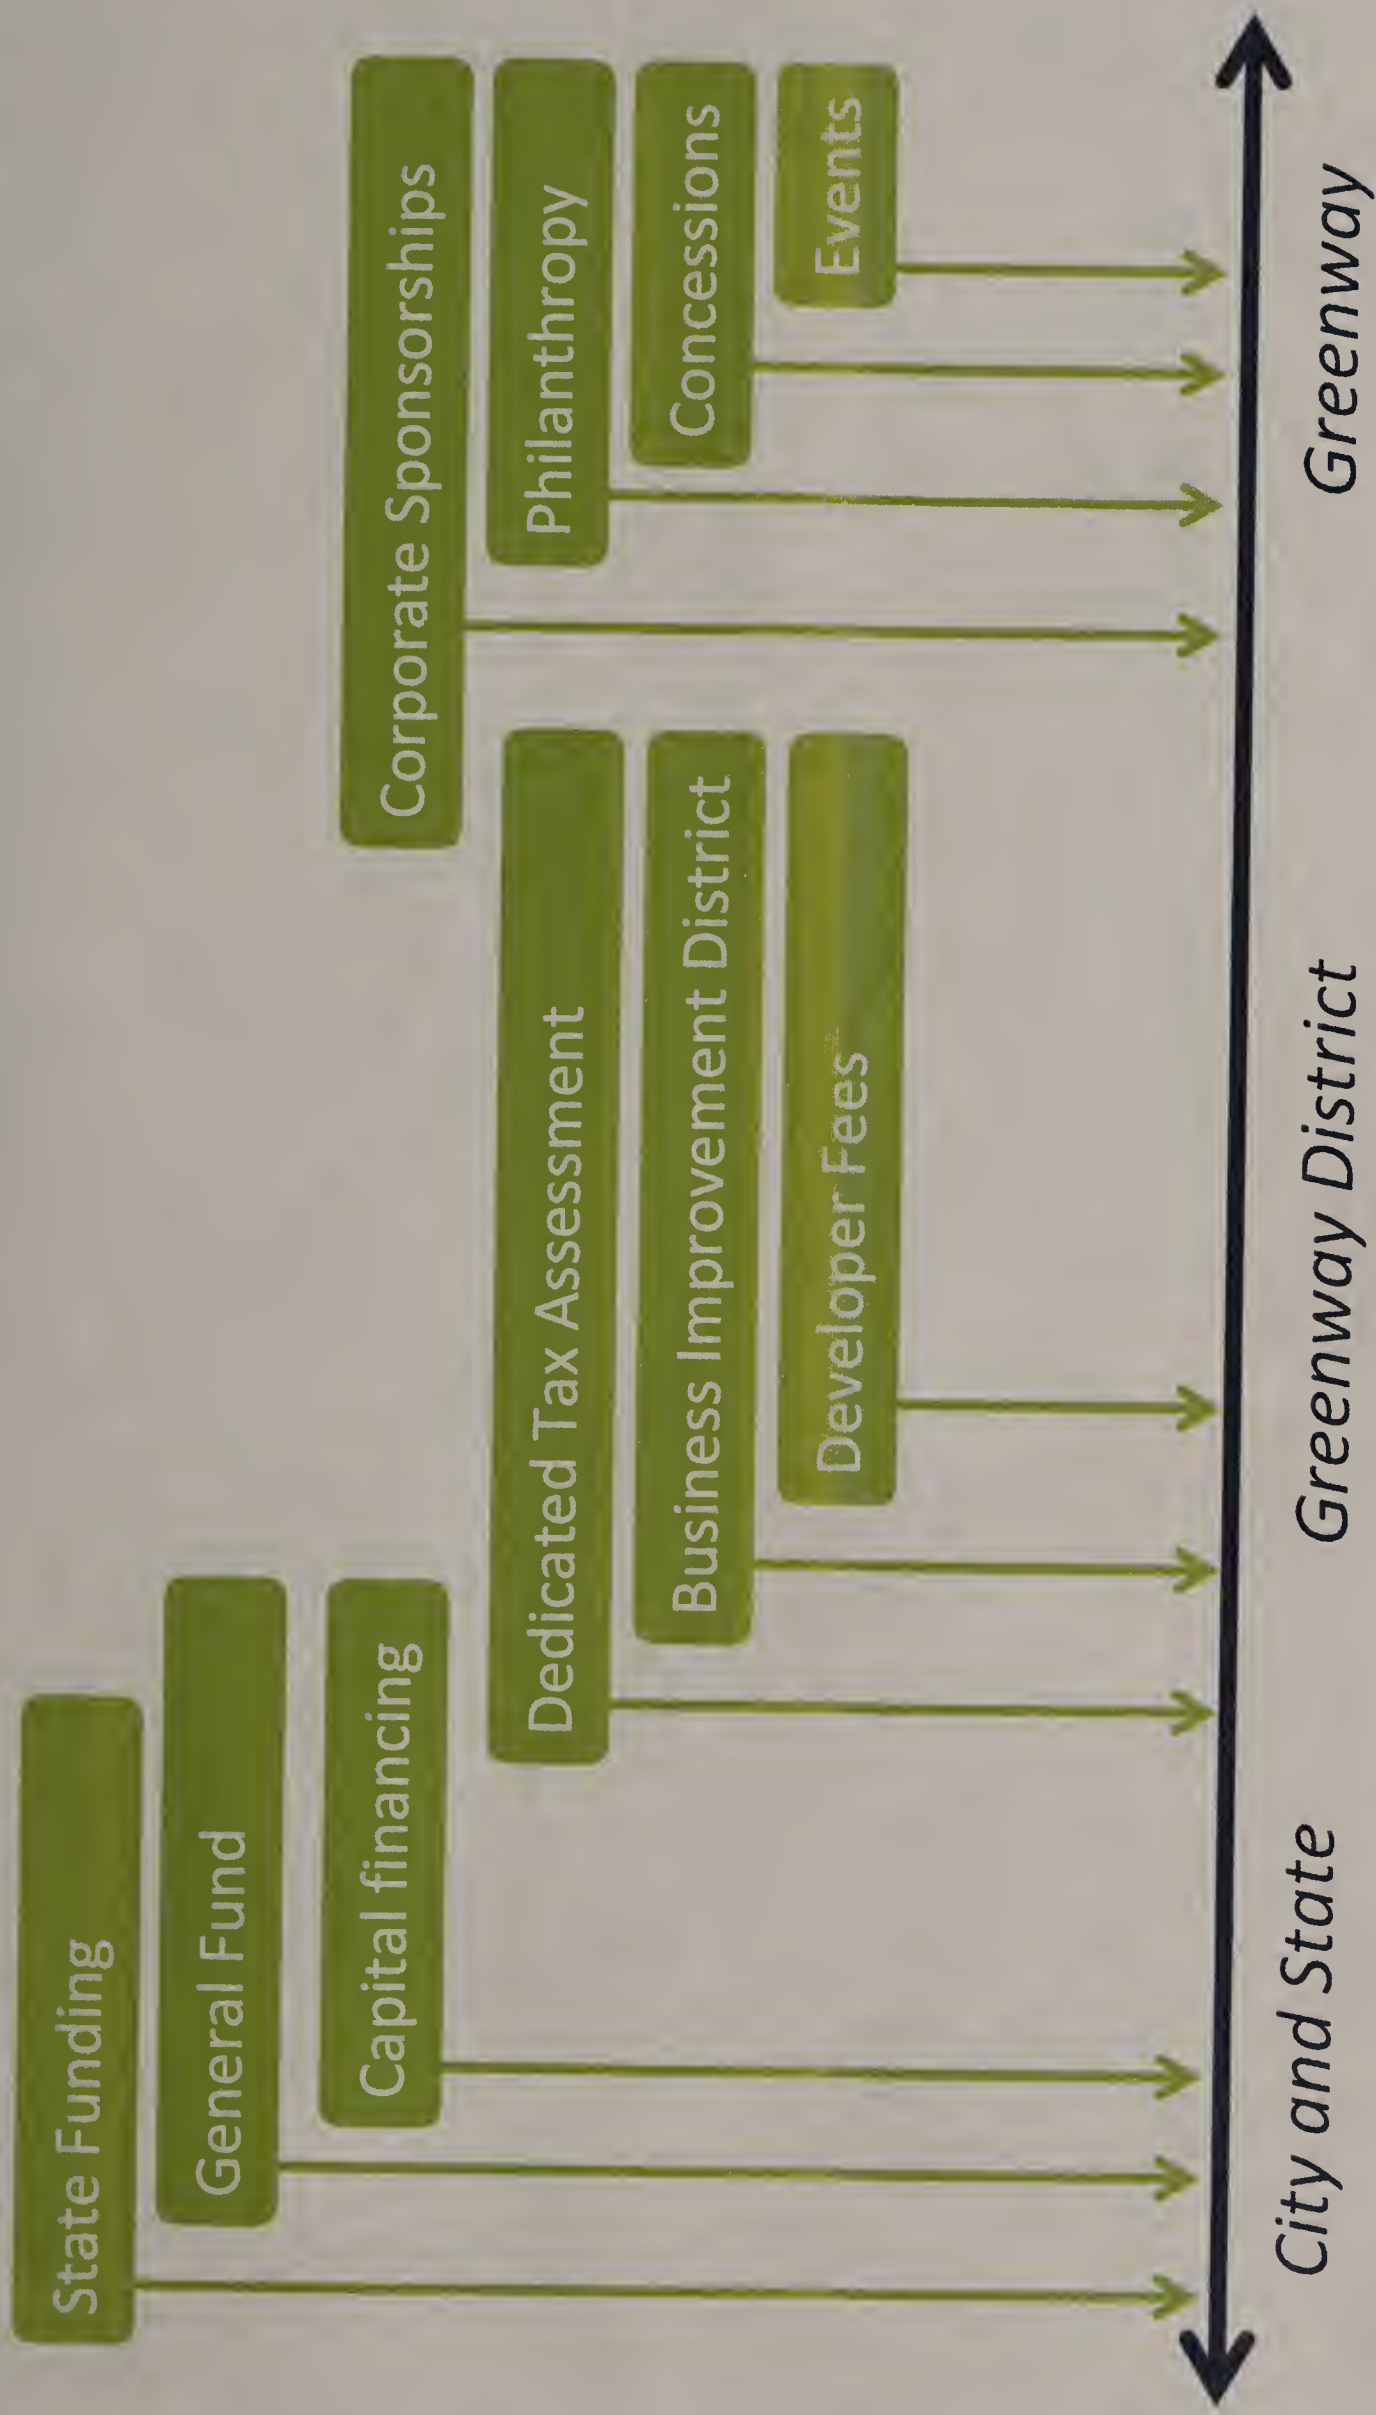 State Funding
General Fund
Capital financing
Dedicated Tax Assessment
Business Improvement District
Developer Fees
Corporate Sponsorships
Philanthropy
Concessions
Events
City and State
Greenway District
Greenway